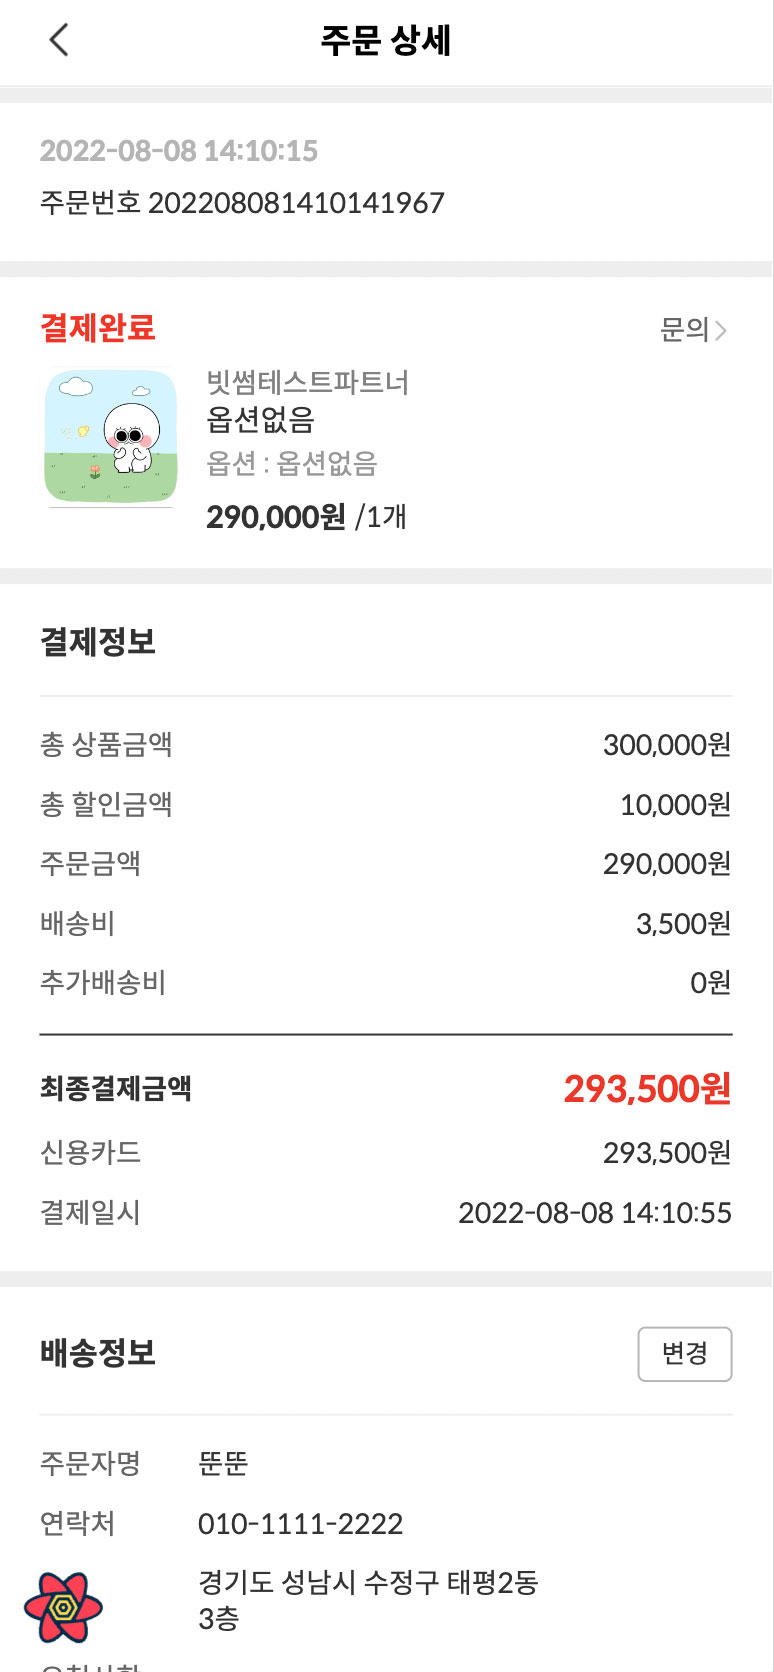 주문 상세
2022-08-08 14:10:15
주문번호 202208081410141967
결제완료
문의
빗썸테스트파트너
옵션없음
옵션 : 옵션없음
290,000원 /1개
결제정보
총 상품금액 300,000원
총 할인금액 10,000원
주문금액 290,000원
배송비 3,500원
추가배송비 0원
최종결제금액 293,500원
신용카드 293,500원
결제일시 2022-08-08 14:10:55
배송정보
변경
주문자명 뚠뚠
연락처 010-1111-2222
경기도 성남시 수정구 태평2동
3층